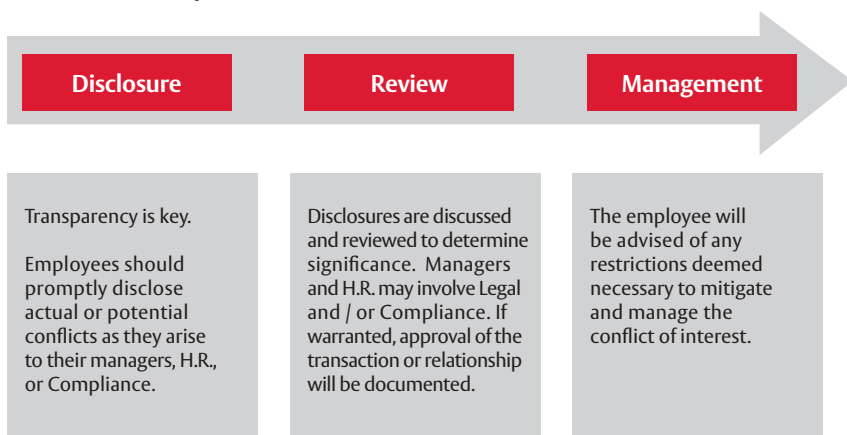 Disclosure
Review
Management
Transparency is key.
Employees should
promptly disclose
actual or potential
conflicts as they arise
to their managers, H.R.,
or Compliance.
Disclosures are discussed
and reviewed to determine
significance. Managers
and H.R. may involve Legal
and / or Compliance. If
warranted, approval of the
transaction or relationship
will be documented.
The employee will
be advised of any
restrictions deemed
necessary to mitigate
and manage the
conflict of interest.